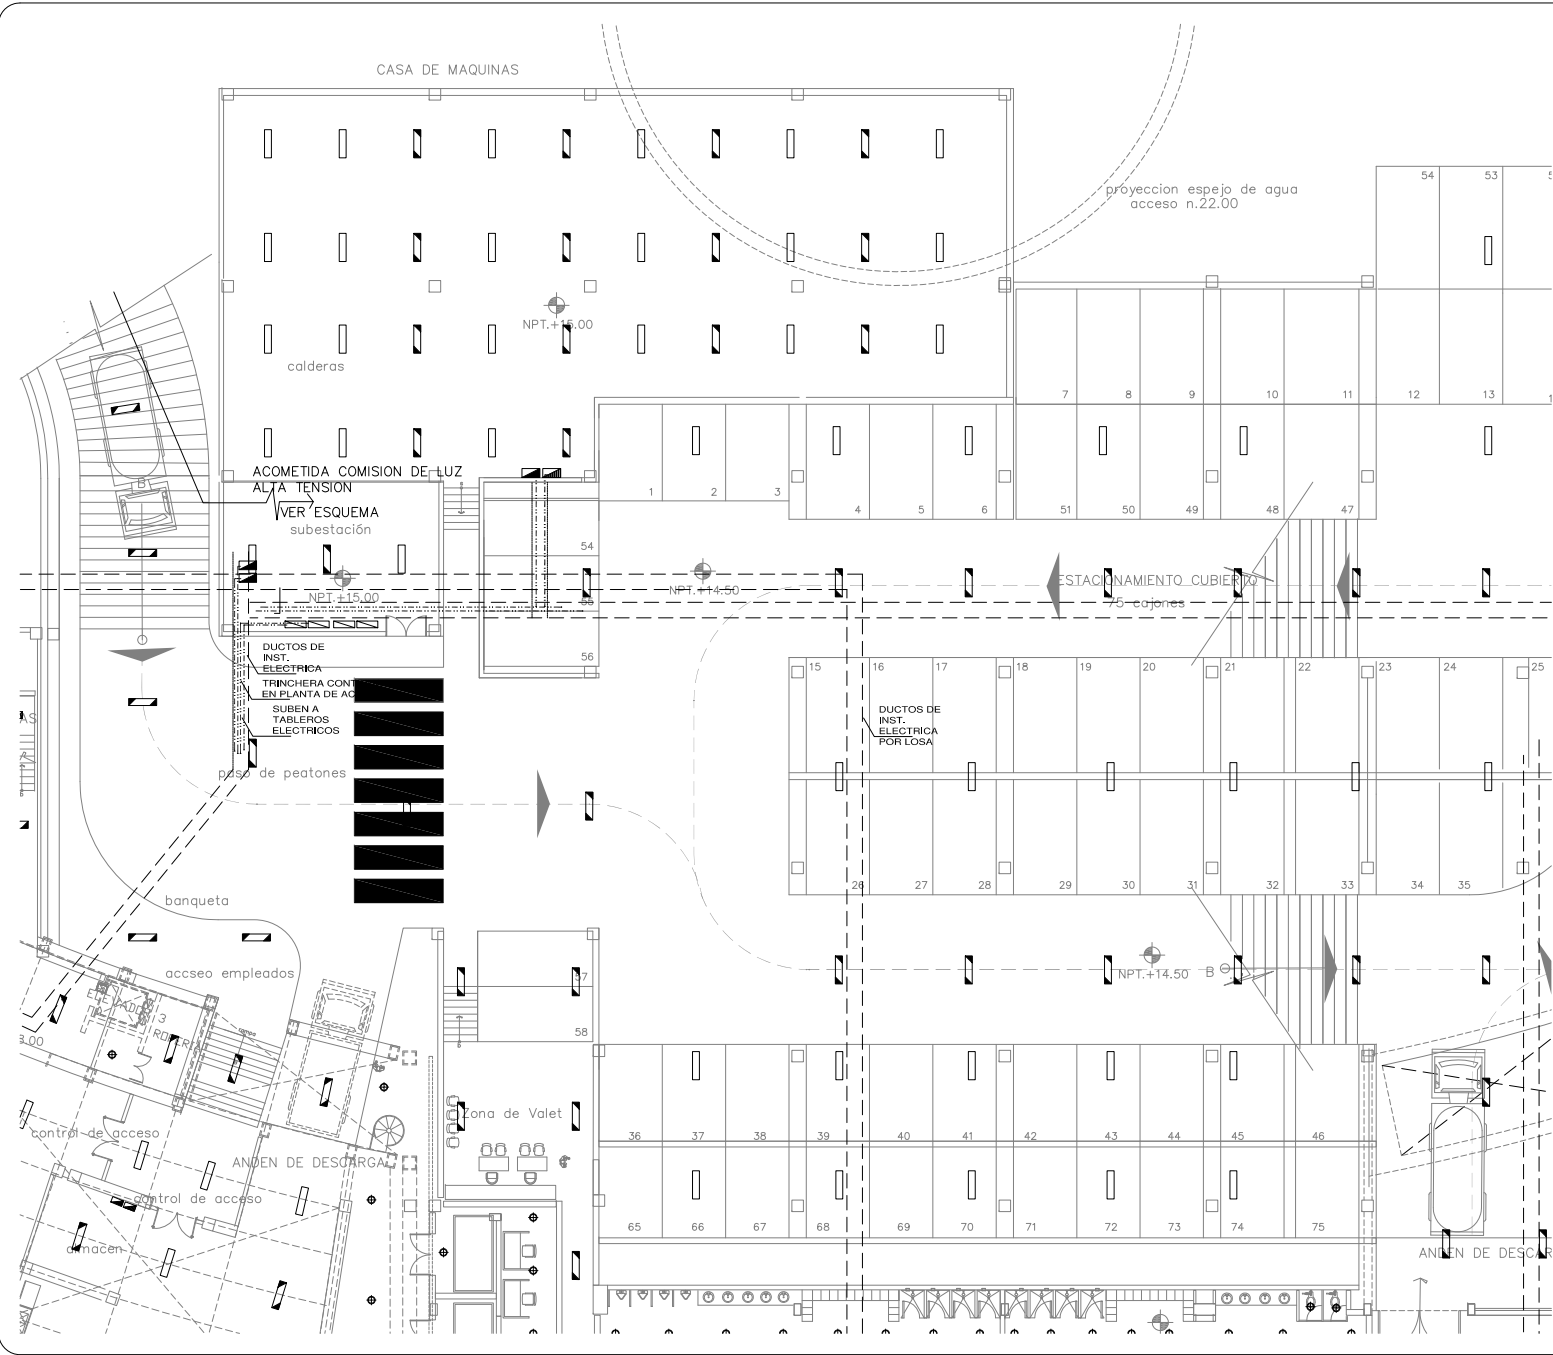 CASA DE MAQUINAS
proyeccion espejo de agua
acceso n.22.00
54
53
NPT.+15.00
calderas
7
8
9
10
11
12
13
ACOMETIDA COMISION DE LUZ
ALTA TENSION
VER ESQUEMA
subestación
B
1
2
3
4
5
6
51
50
49
48
47
54
55
56
NPT.+15.00
NPT.+14.50
ESTACIONAMIENTO CUBIERTO
75 cajones
DUCTOS DE
INST.
ELECTRICA
TRINCHERA CONT
EN PLANTA DE AC
SUBEN A
TABLEROS
ELECTRICOS
15
16
17
18
19
20
21
22
23
24
25
DUCTOS DE
INST.
ELECTRICA
POR LOSA
AS
paso de peatones
26
27
28
29
30
31
32
33
34
35
banqueta
accseo empleados
57
58
NPT.+14.50
B
ELEVADOR 3
ROPERIA
Zona de Valet
36
37
38
39
40
41
42
43
44
45
46
control de acceso
ANDEN DE DESCARGA
control de acceso
almacen
65
66
67
68
69
70
71
72
73
74
75
ANDEN DE DESCAR